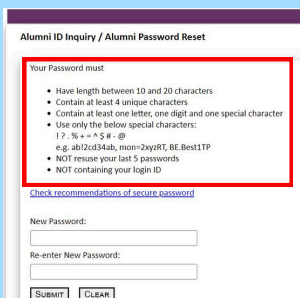 Alumni ID Inquiry / Alumni Password Reset
Your Password must
• Have length between 10 and 20 characters
• Contain at least 4 unique characters
• Contain at least one letter, one digit and one special character
• Use only the below special characters:
! ? . % + = ^ $ # - @
e.g. ab!2cd34ab, mon=2xyzRT, BE.Best1TP
• NOT resuse your last 5 passwords
• NOT containing your login ID
Check recommendations of secure password
New Password:
Re-enter New Password:
SUBMIT CLEAR